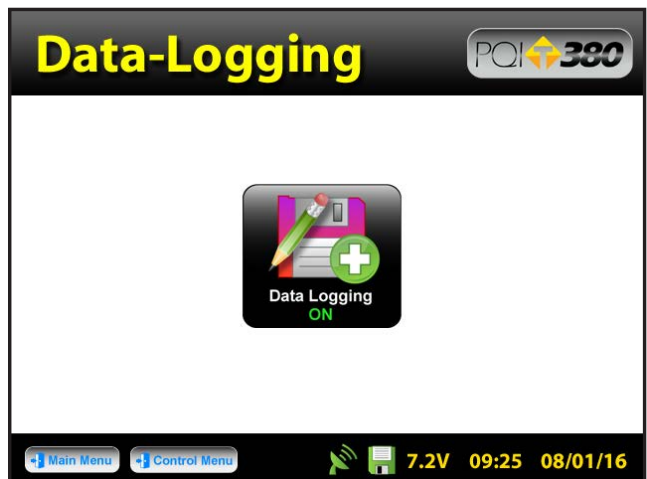 Data-Logging
PQI 380
Data Logging
ON
Main Menu
Control Menu
7.2V 09:25 08/01/16